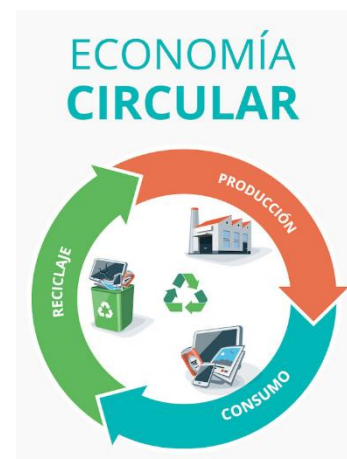 ECONOMÍA
CIRCULAR
PRODUCCIÓN
CONSUMO
RECICLAJE